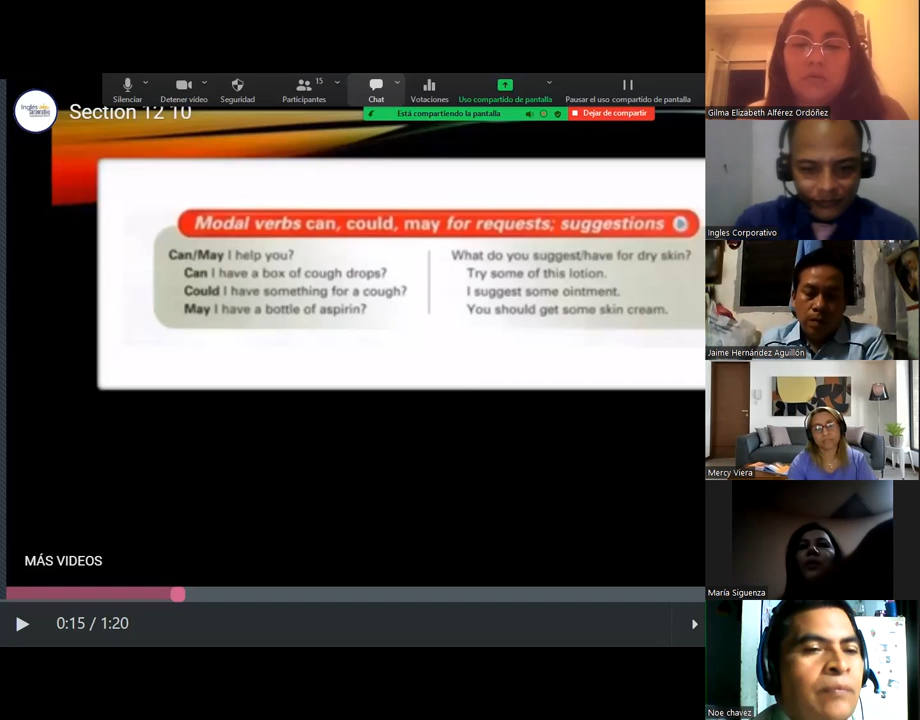 15
Silenciar Detener vídeo Seguridad Participantes Chat Votaciones Uso compartido de pantalla Pausar el uso compartido de pantalla
Está compartiendo la pantalla Dejar de compartir
Section 12 10
Modal verbs can, could, may for requests; suggestions
Can/May I help you?
Can I have a box of cough drops?
Could I have something for a cough?
May I have a bottle of aspirin?
What do you suggest/have for dry skin?
Try some of this lotion.
I suggest some ointment.
You should get some skin cream.
MÁS VIDEOS
0:15 / 1:20
Gilma Elizabeth Alférez Ordóñez
Ingles Corporativo
Jaime Hernández Aguillón
Mercy Viera
María Siguenza
Noe chavez